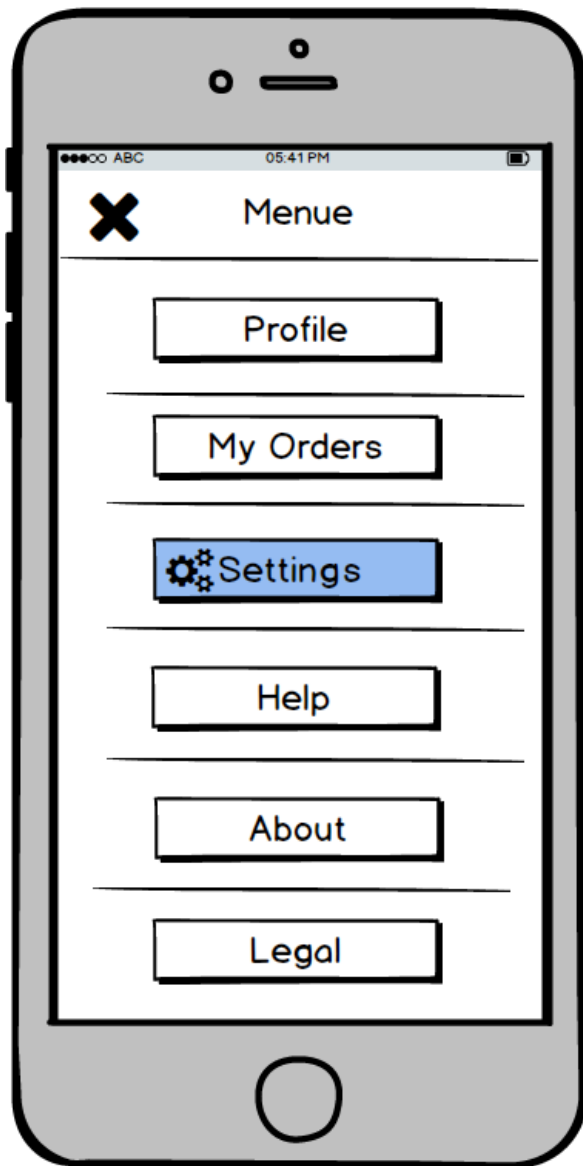 ABC 05:41 PM
Menue
Profile
My Orders
Settings
Help
About
Legal